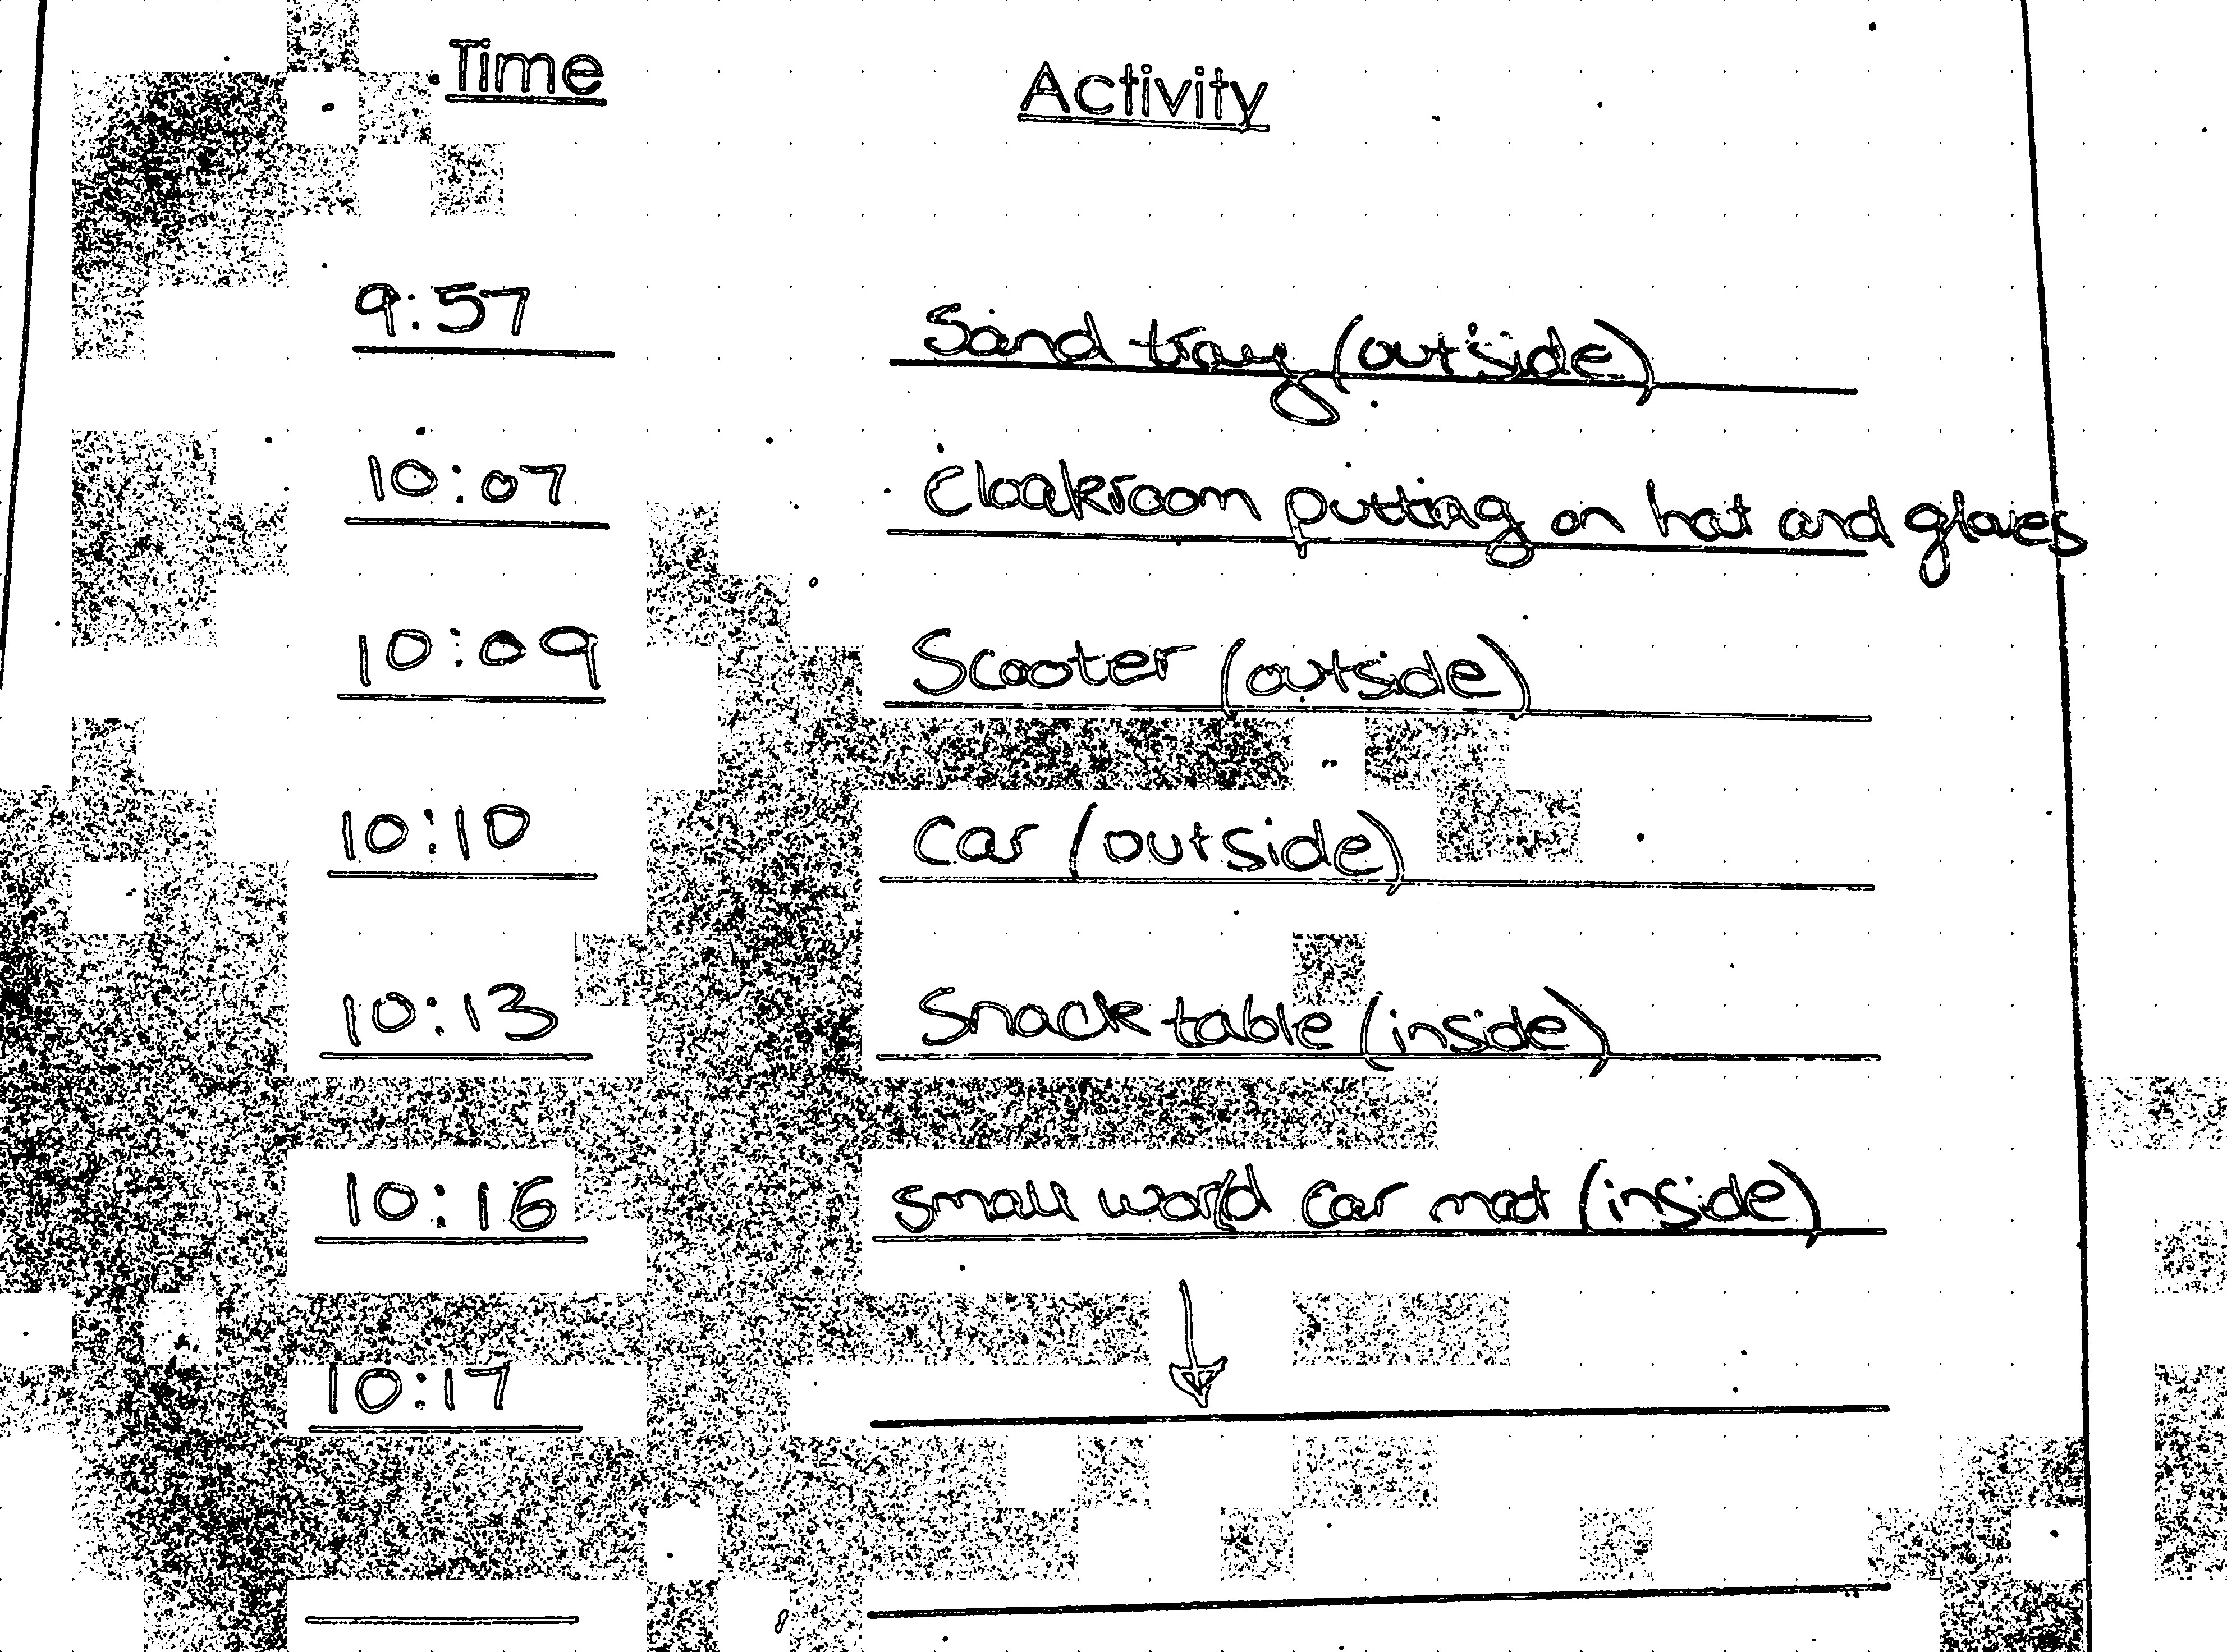 Time Activity
9:57 Sand tray (outside)
10:07 Cloakroom putting on hat and gloves
10:09 Scooter (outside)
10:10 Car (outside)
10:13 Snack table (inside)
10:16 small world car mat (inside)
10:17 ↓